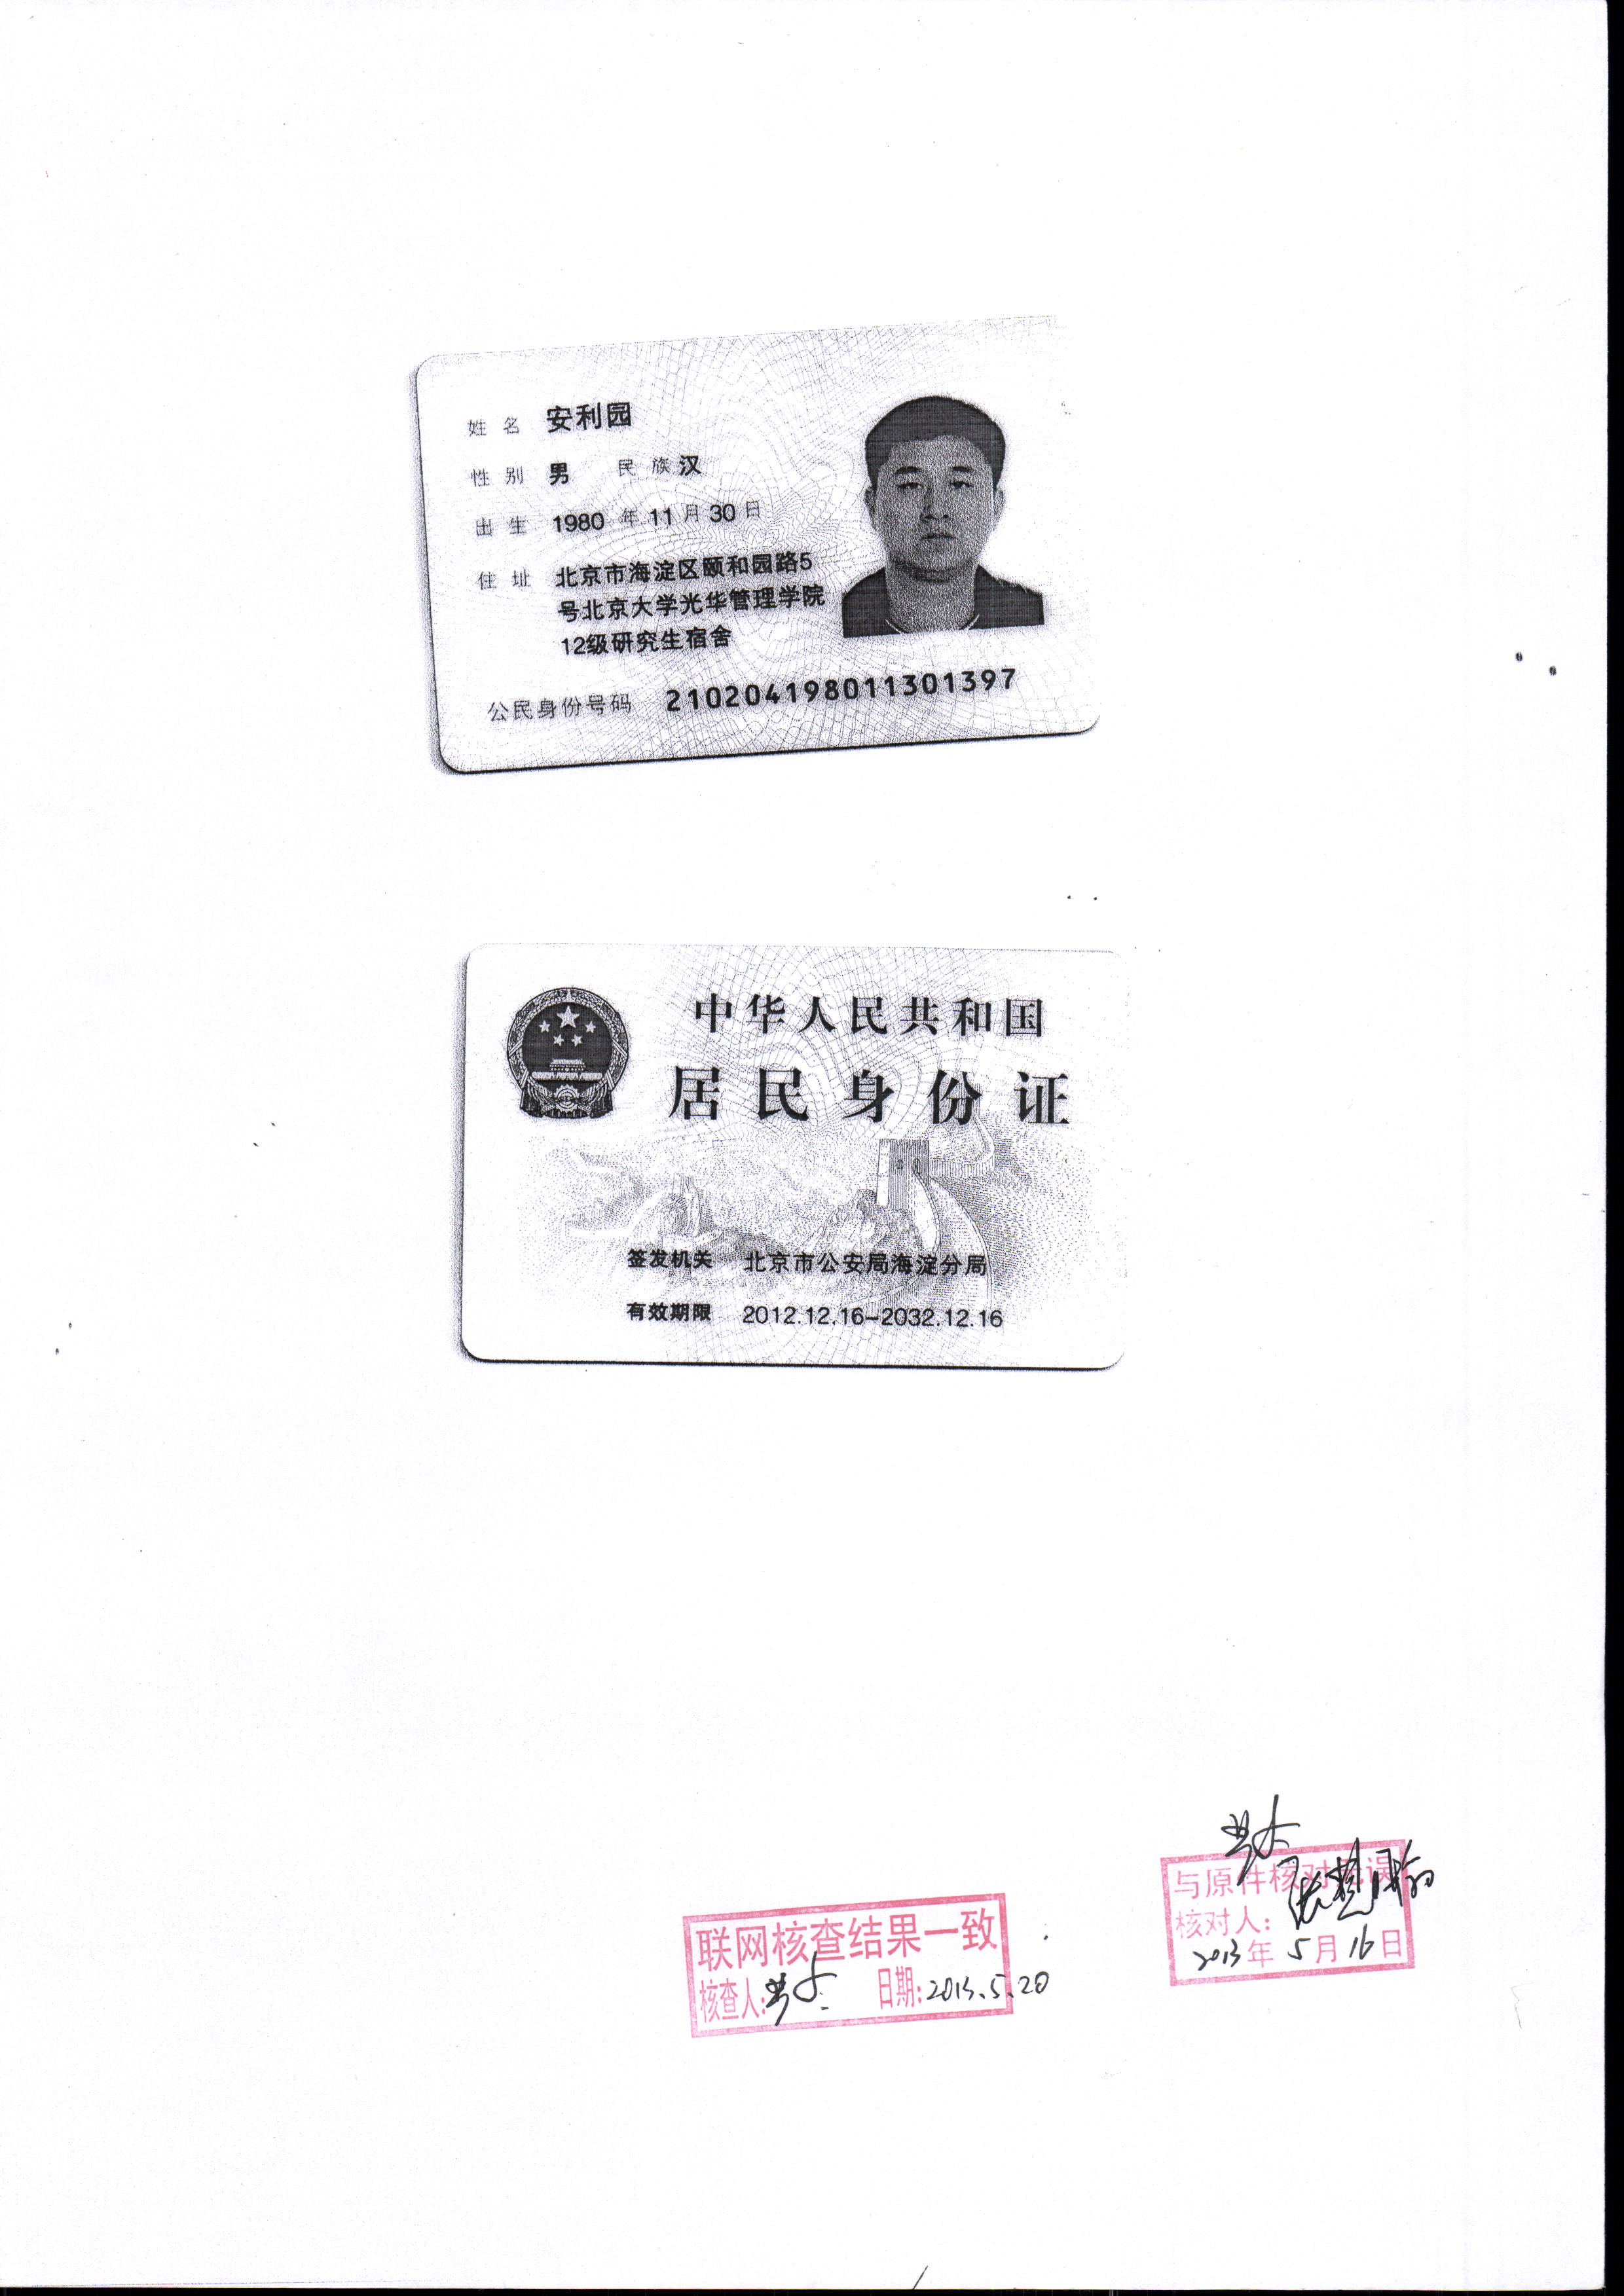 姓名 安利园
性别 男 民族 汉
出生 1980 年 11 月 30 日
住址 北京市海淀区颐和园路5
号北京大学光华管理学院
12级研究生宿舍
公民身份号码 210204198011301397
中华人民共和国
居民身份证
签发机关 北京市公安局海淀分局
有效期限 2012.12.16-2032.12.16
与原件核对无误
核对人:
2013年 5月16日
联网核查结果一致
核查人: 日期:2013.5.20